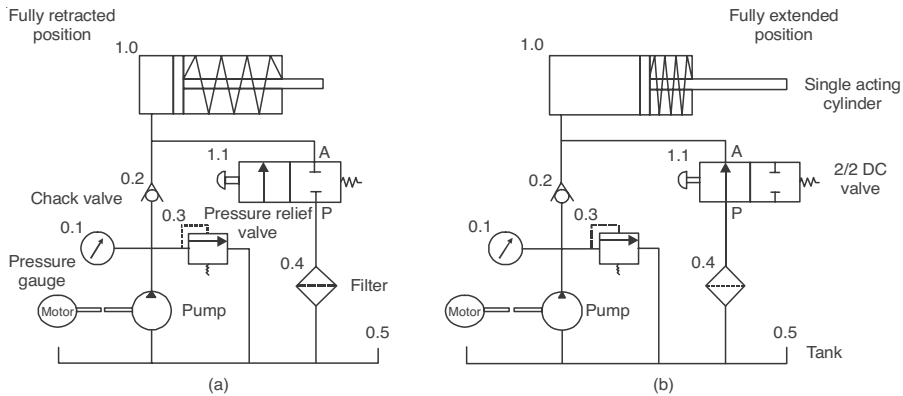 Fully retracted
position
1.0
A
1.1
0.2
Chack valve
P
0.3
Pressure relief
valve
0.1
0.4
Pressure
gauge
Filter
Motor
Pump
0.5
(a)
Fully extended
position
1.0
Single acting
cylinder
A
1.1
2/2 DC
valve
0.2
P
0.3
0.1
0.4
Motor
Pump
0.5
Tank
(b)